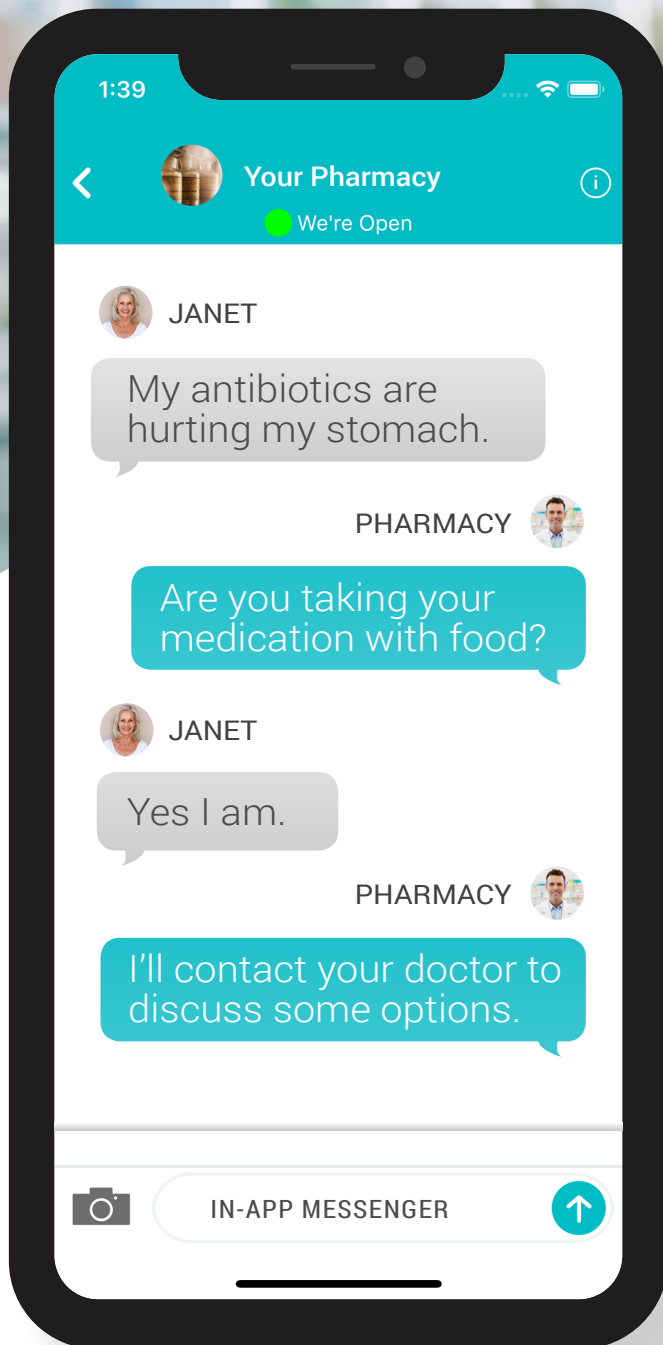 1:39
Your Pharmacy
We're Open
JANET
My antibiotics are
hurting my stomach.
PHARMACY
Are you taking your
medication with food?
JANET
Yes I am.
PHARMACY
I'll contact your doctor to
discuss some options.
IN-APP MESSENGER